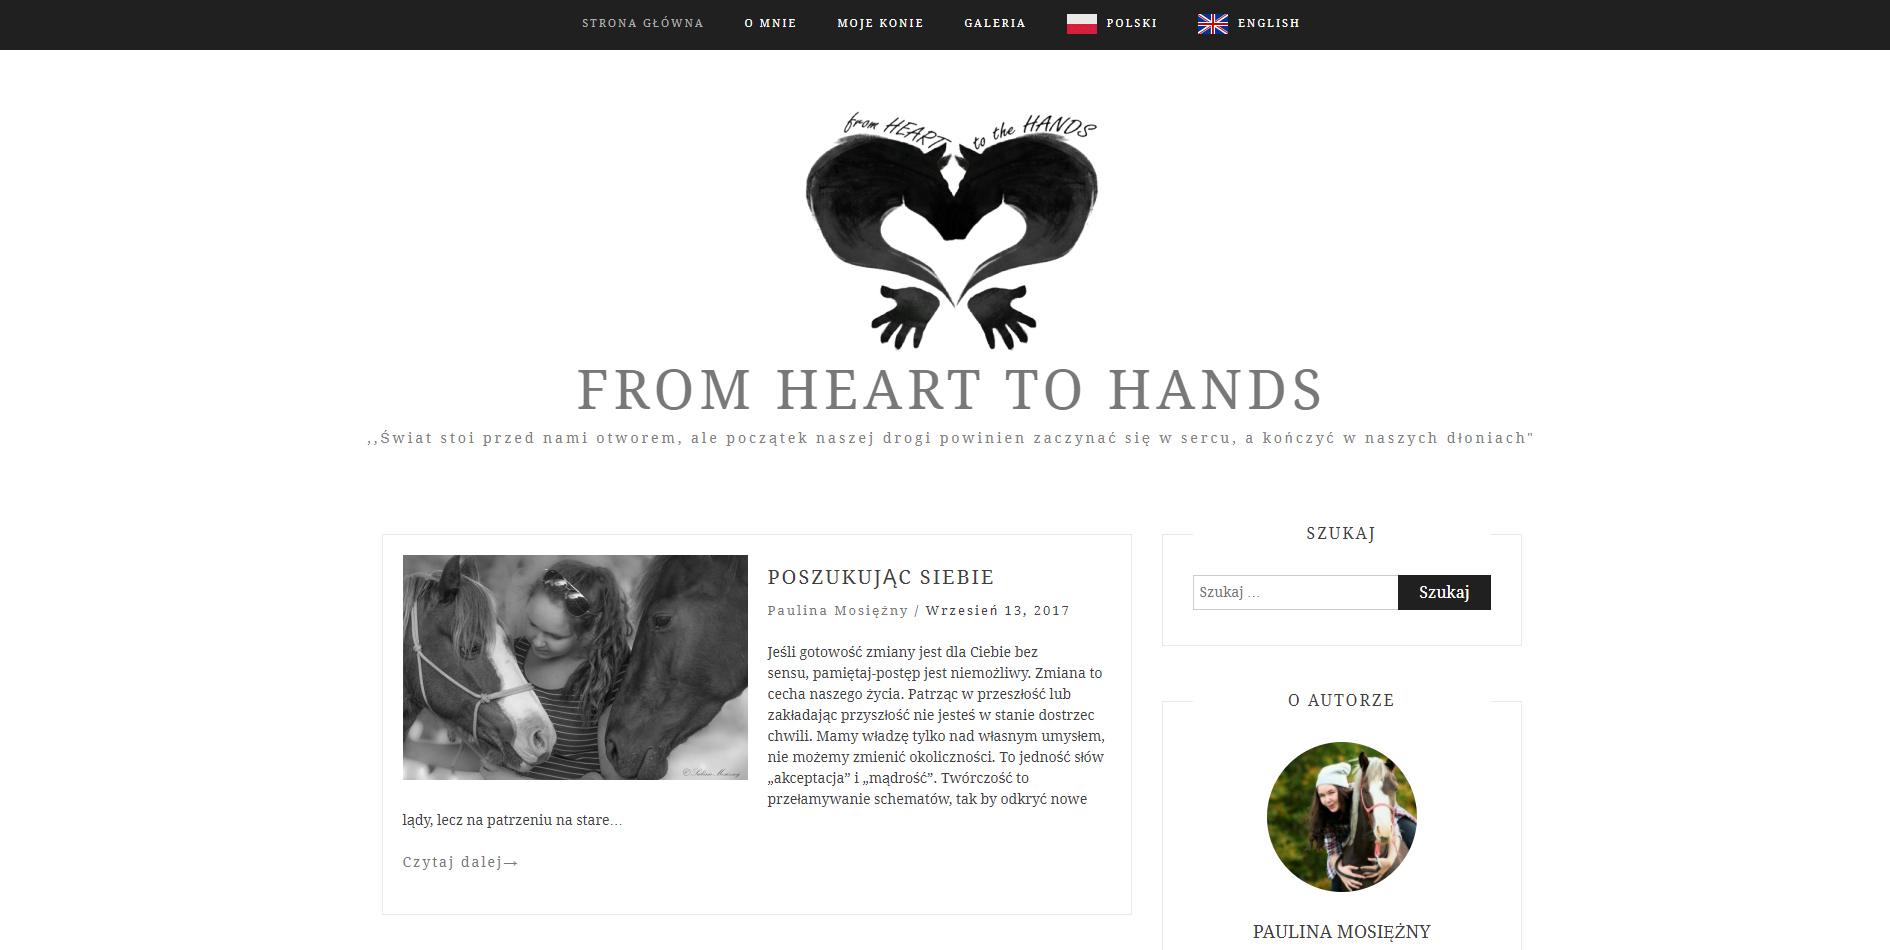 STRONA GŁÓWNA O MNIE MOJE KONIE GALERIA POLSKI ENGLISH
from HEART to the HANDS
FROM HEART TO HANDS
,,Świat stoi przed nami otworem, ale początek naszej drogi powinien zaczynać się w sercu, a kończyć w naszych dłoniach"
POSZUKUJĄC SIEBIE
Paulina Mosiężny / Wrzesień 13, 2017
Jeśli gotowość zmiany jest dla Ciebie bez
sensu, pamiętaj-postęp jest niemożliwy. Zmiana to
cecha naszego życia. Patrząc w przeszłość lub
zakładając przyszłość nie jesteś w stanie dostrzec
chwili. Mamy władzę tylko nad własnym umysłem,
nie możemy zmienić okoliczności. To jedność słów
„akceptacja” i „mądrość”. Twórczość to
przełamywanie schematów, tak by odkryć nowe
lądy, lecz na patrzeniu na stare…
Czytaj dalej→
SZUKAJ
Szukaj …
Szukaj
O AUTORZE
PAULINA MOSIĘŻNY